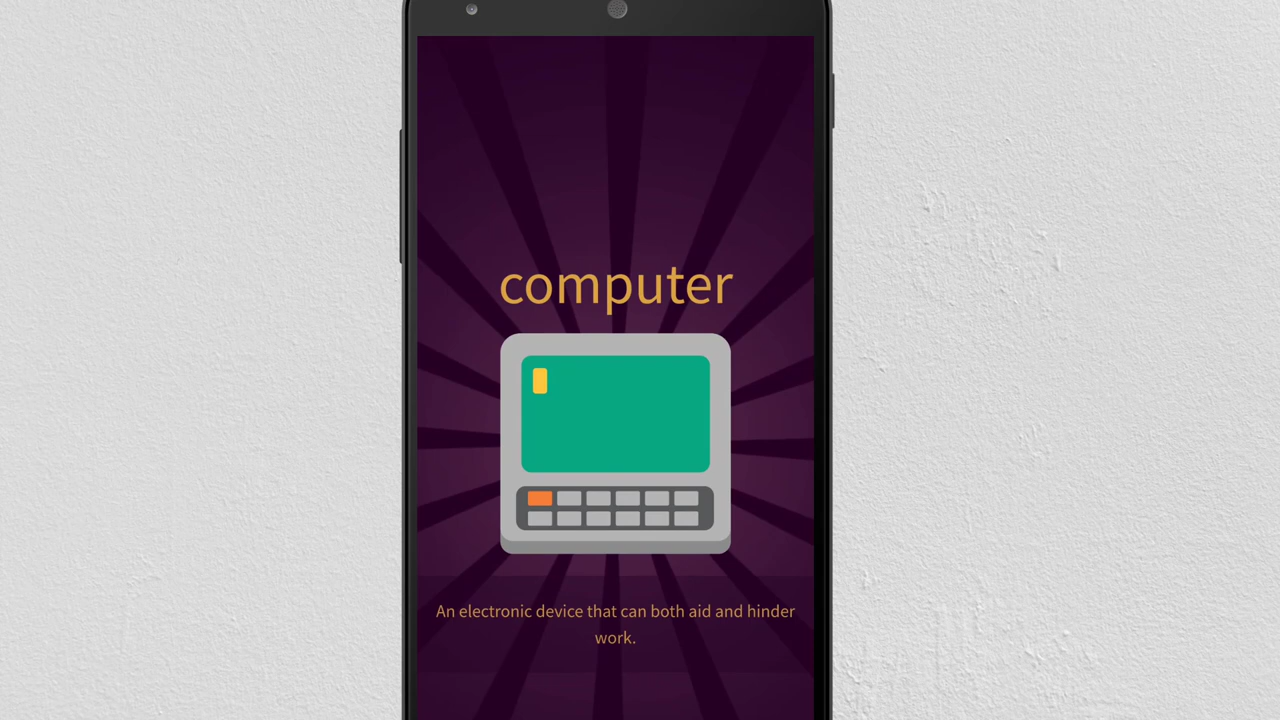 computer
An electronic device that can both aid and hinder
work.